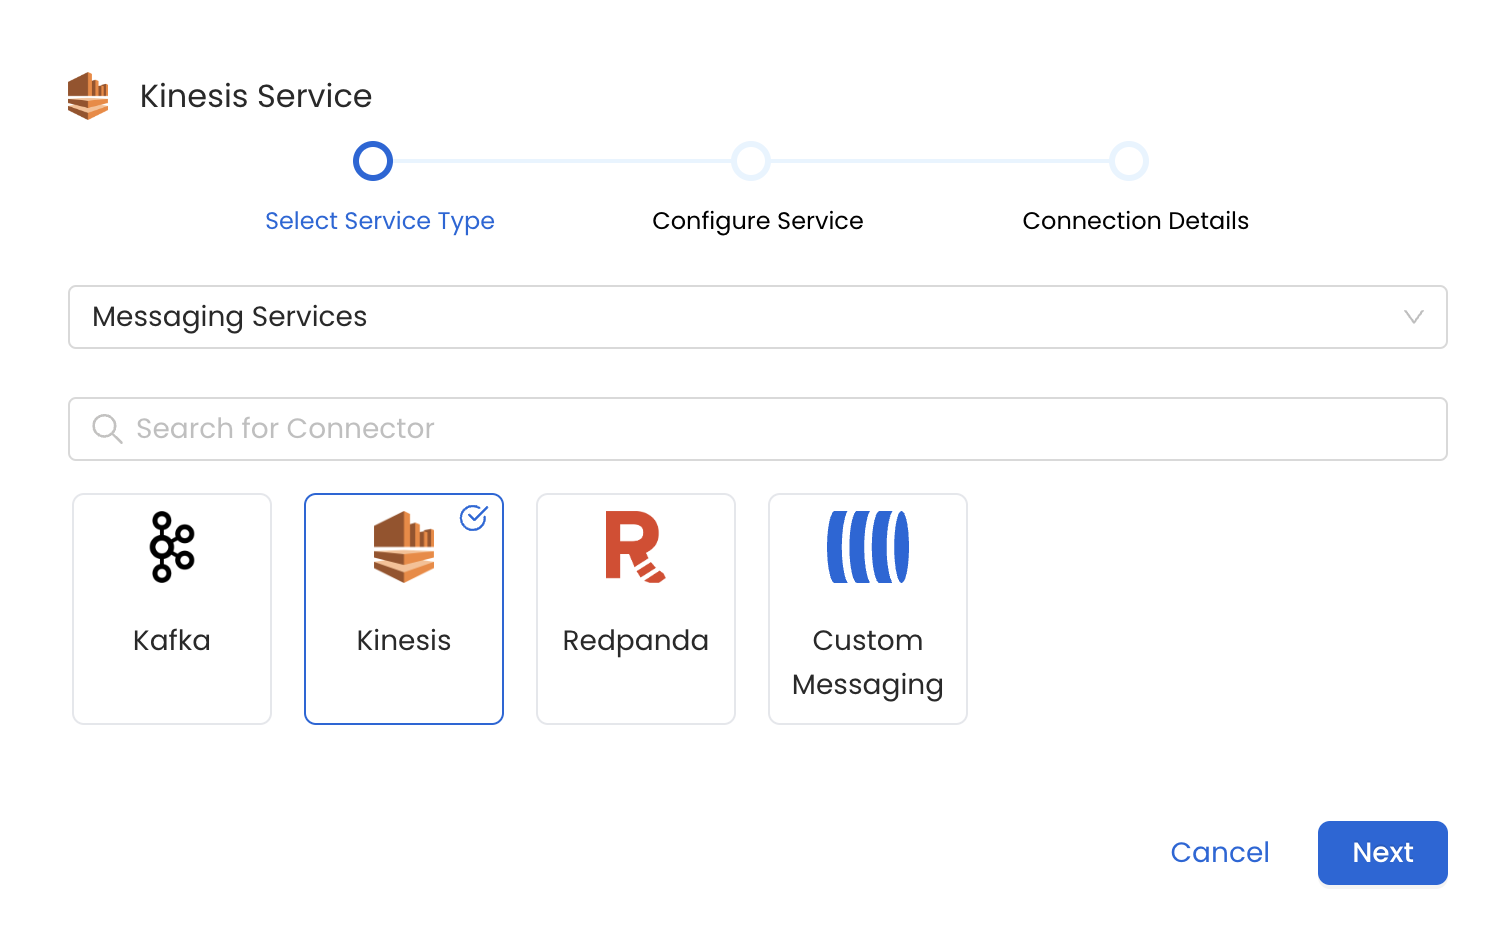 Kinesis Service
Select Service Type
Configure Service
Connection Details
Messaging Services
Search for Connector
Kafka
Kinesis
Redpanda
Custom
Messaging
Cancel
Next